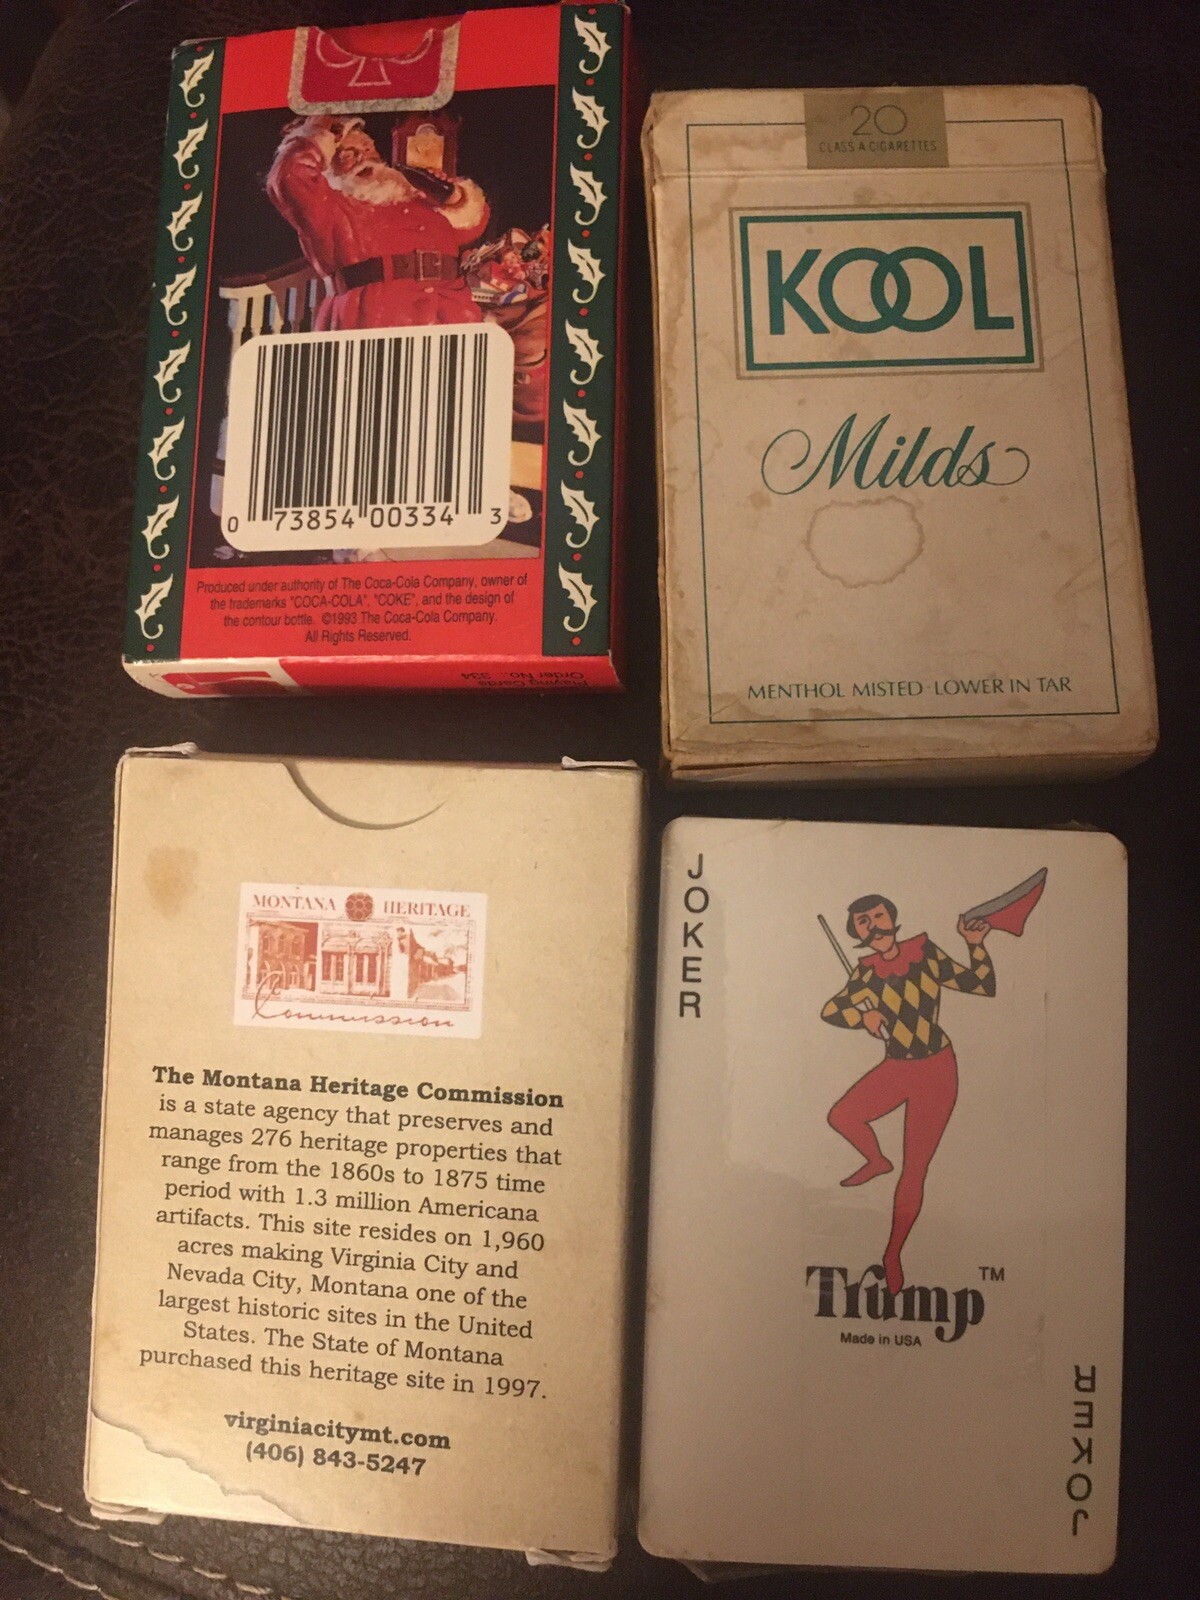 0 73854 00334 3
Produced under authority of The Coca-Cola Company, owner of
the trademarks "COCA-COLA", "COKE", and the design of
the contour bottle. ©1993 The Coca-Cola Company.
All Rights Reserved.
Playing Cards
Order No.: 334
20
CLASS A CIGARETTES
KOOL
Milds
MENTHOL MISTED · LOWER IN TAR
MONTANA HERITAGE
Commission
The Montana Heritage Commission
is a state agency that preserves and
manages 276 heritage properties that
range from the 1860s to 1875 time
period with 1.3 million Americana
artifacts. This site resides on 1,960
acres making Virginia City and
Nevada City, Montana one of the
largest historic sites in the United
States. The State of Montana
purchased this heritage site in 1997.
virginiacitymt.com
(406) 843-5247
JOKER
Trump™
Made in USA
JOKER